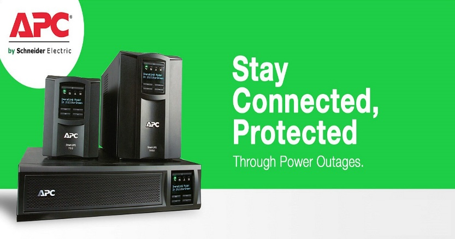 APC
by Schneider Electric
Stay
Connected,
Protected
Through Power Outages.
APC
APC
APC